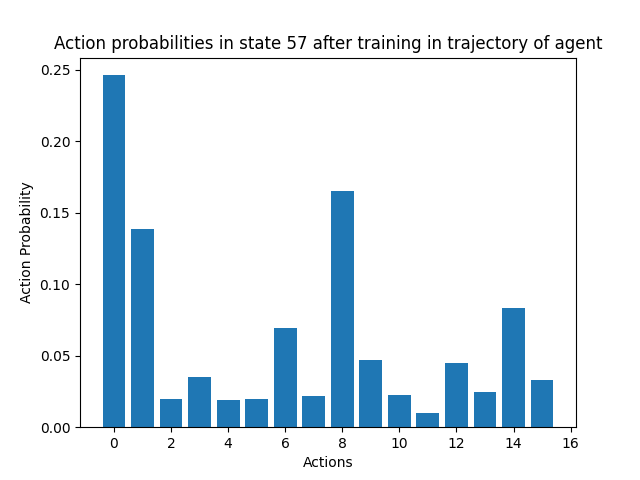 Action probabilities in state 57 after training in trajectory of agent
0.25
0.20
0.15
0.10
0.05
0.00
Action Probability
0 2 4 6 8 10 12 14 16
Actions